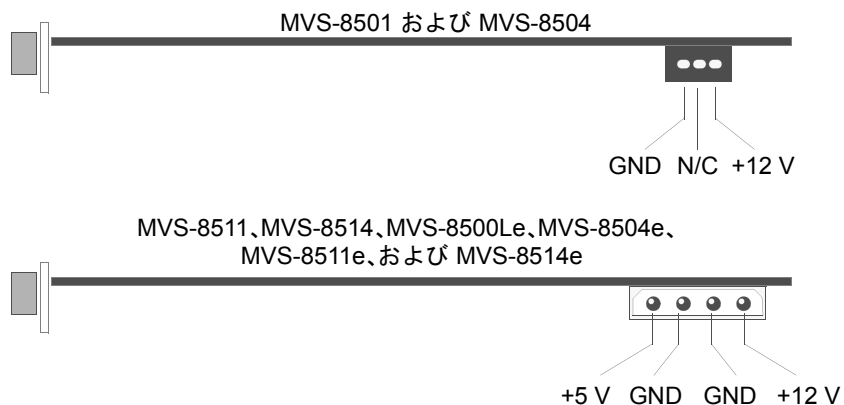 MVS-8501 および MVS-8504
GND N/C +12 V
MVS-8511、MVS-8514、MVS-8500Le、MVS-8504e、
MVS-8511e、および MVS-8514e
+5 V GND GND +12 V